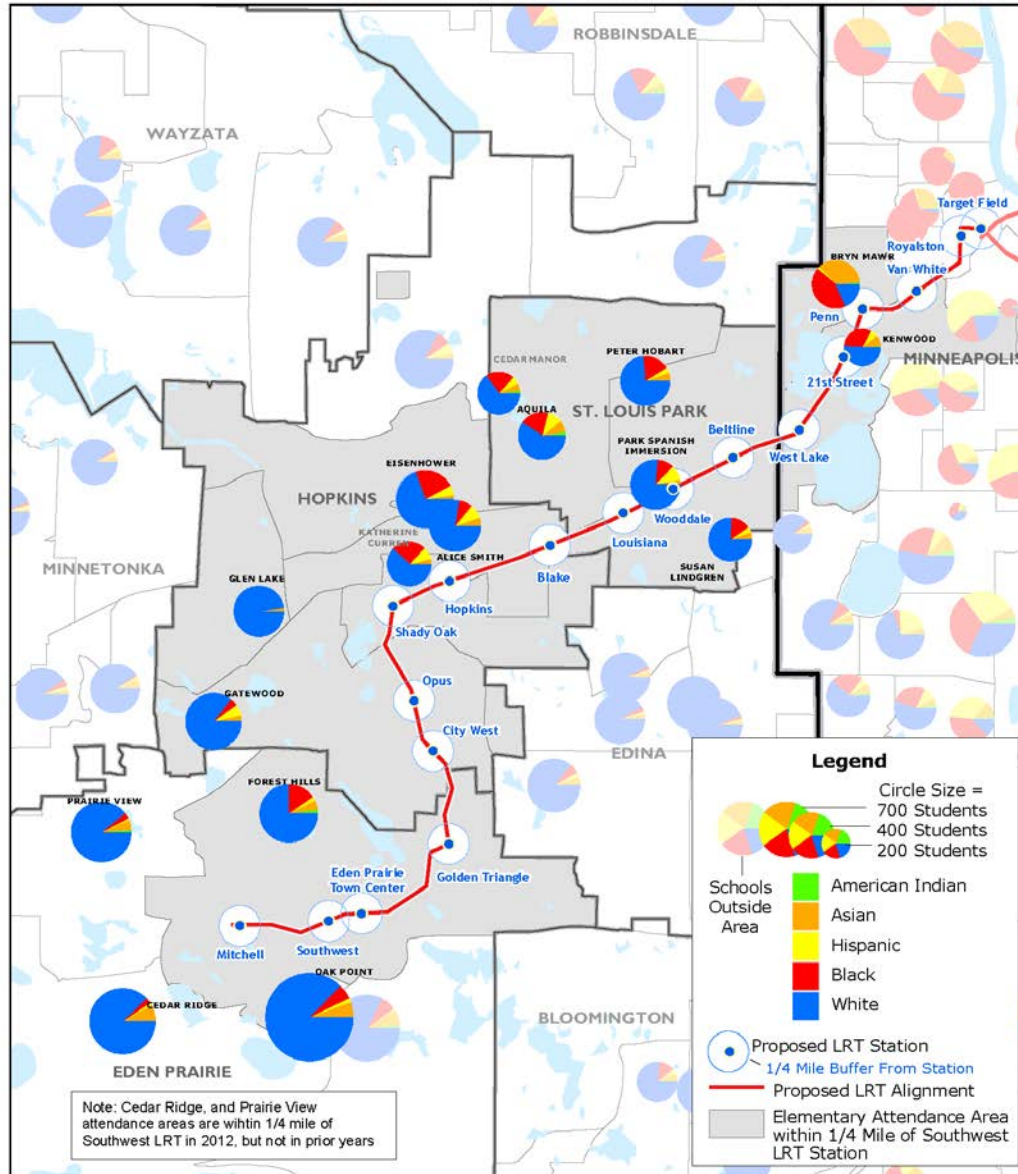 ROBBINSDALE
WAYZATA
Target Field
Royalston
BRYN MAWR
Van White
Penn
KENWOOD
MINNEAPOLIS
21st Street
CEDAR MANOR
PETER HOBART
AQUILA
ST. LOUIS PARK
Beltline
West Lake
PARK SPANISH
IMMERSION
EISENHOWER
HOPKINS
Wooddale
Louisiana
KATHERINE
CURREN
ALICE SMITH
SUSAN
LINDGREN
Blake
MINNETONKA
GLEN LAKE
Hopkins
Shady Oak
Opus
GATEWOOD
City West
EDINA
FOREST HILLS
PRAIRIE VIEW
Golden Triangle
Eden Prairie
Town Center
Southwest
Mitchell
OAK POINT
CEDAR RIDGE
BLOOMINGTON
EDEN PRAIRIE
Note: Cedar Ridge, and Prairie View
attendance areas are wihtin 1/4 mile of
Southwest LRT in 2012, but not in prior years
Legend
Circle Size =
700 Students
400 Students
200 Students
Schools
Outside
Area
American Indian
Asian
Hispanic
Black
White
Proposed LRT Station
1/4 Mile Buffer From Station
Proposed LRT Alignment
Elementary Attendance Area
within 1/4 Mile of Southwest
LRT Station